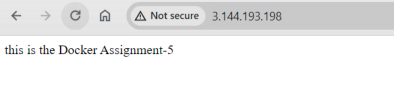 Not secure 3.144.193.198
this is the Docker Assignment-5